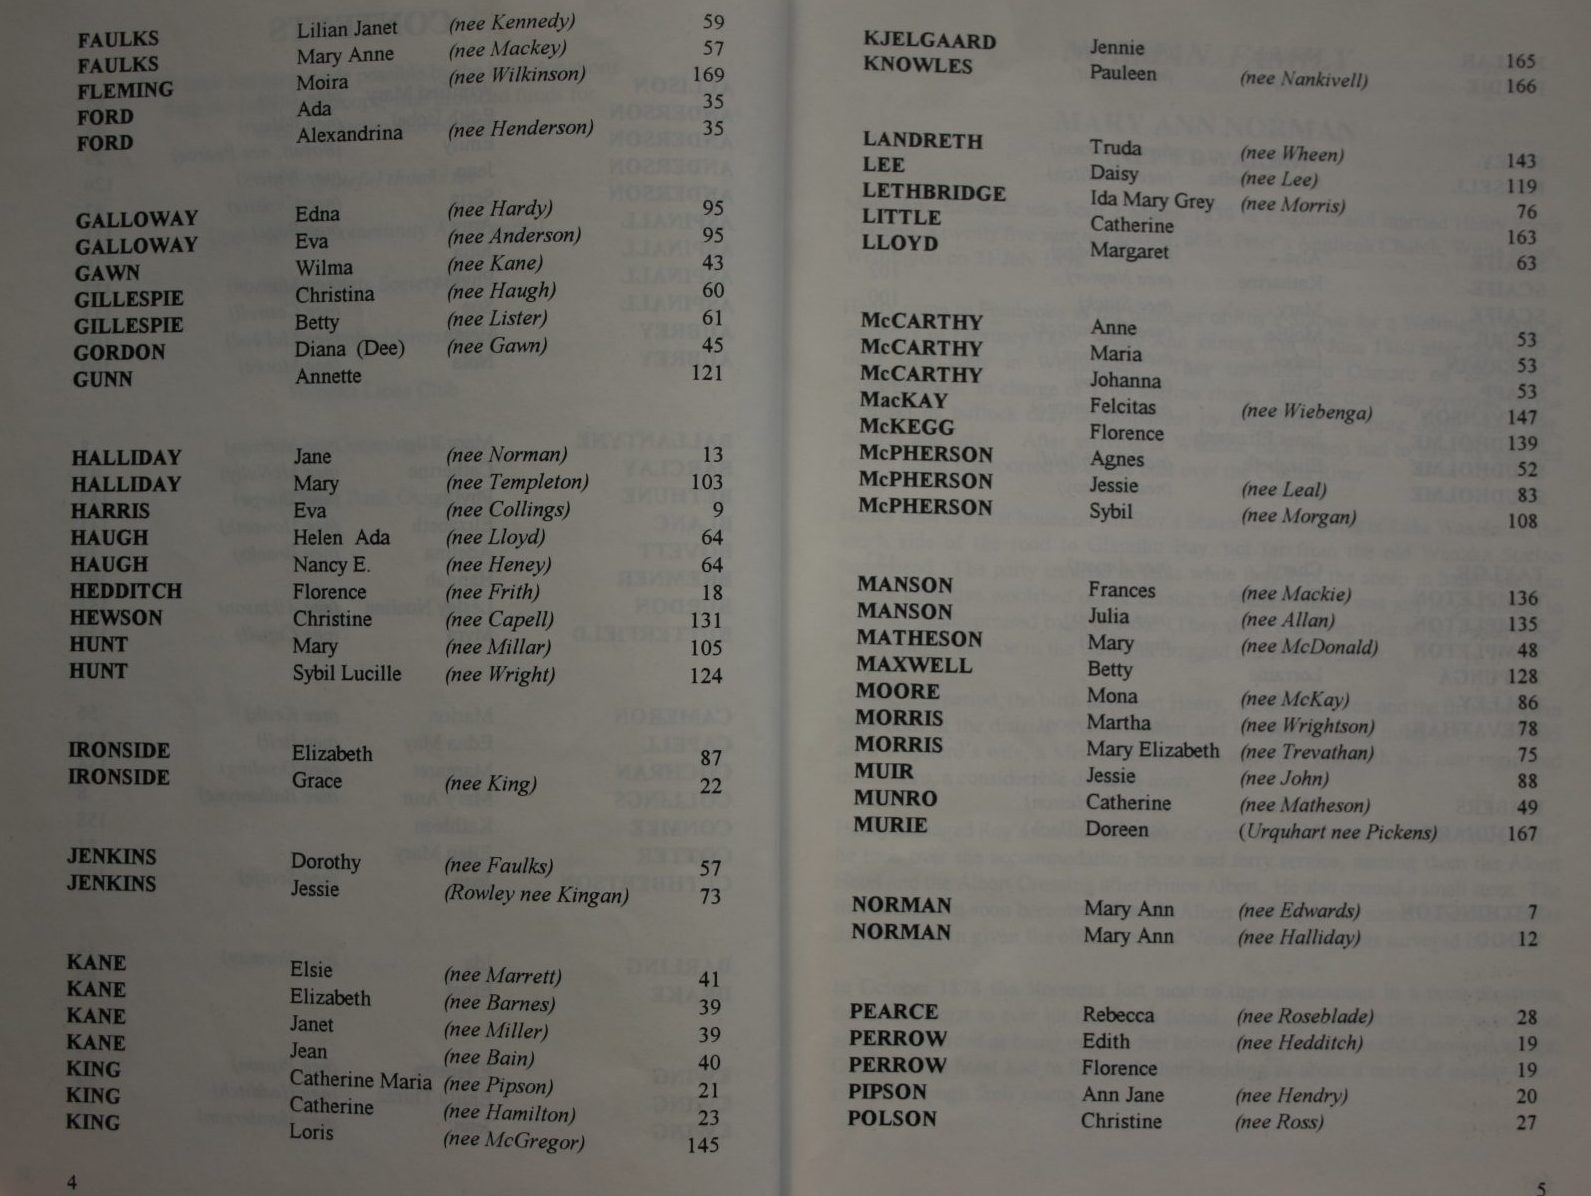 FAULKS Lilian Janet (nee Kennedy) 59
FAULKS Mary Anne (nee Mackey) 57
FLEMING Moira (nee Wilkinson) 169
FORD Ada 35
FORD Alexandrina (nee Henderson) 35
GALLOWAY Edna (nee Hardy) 95
GALLOWAY Eva (nee Anderson) 95
GAWN Wilma (nee Kane) 43
GILLESPIE Christina (nee Haugh) 60
GILLESPIE Betty (nee Lister) 61
GORDON Diana (Dee) (nee Gawn) 45
GUNN Annette 121
HALLIDAY Jane (nee Norman) 13
HALLIDAY Mary (nee Templeton) 103
HARRIS Eva (nee Collings) 9
HAUGH Helen Ada (nee Lloyd) 64
HAUGH Nancy E. (nee Heney) 64
HEDDITCH Florence (nee Frith) 18
HEWSON Christine (nee Capell) 131
HUNT Mary (nee Millar) 105
HUNT Sybil Lucille (nee Wright) 124
IRONSIDE Elizabeth 87
IRONSIDE Grace (nee King) 22
JENKINS Dorothy (nee Faulks) 57
JENKINS Jessie (Rowley nee Kingan) 73
KANE Elsie (nee Marrett) 41
KANE Elizabeth (nee Barnes) 39
KANE Janet (nee Miller) 39
KANE Jean (nee Bain) 40
KING Catherine Maria (nee Pipson) 21
KING Catherine (nee Hamilton) 23
KING Loris (nee McGregor) 145
4
KJELGAARD Jennie 165
KNOWLES Pauleen (nee Nankivell) 166
LANDRETH Truda (nee Wheen) 143
LEE Daisy (nee Lee) 119
LETHBRIDGE Ida Mary Grey (nee Morris) 76
LITTLE Catherine 163
LLOYD Margaret 63
McCARTHY Anne 53
McCARTHY Maria 53
McCARTHY Johanna 53
MacKAY Felcitas (nee Wiebenga) 147
McKEGG Florence 139
McPHERSON Agnes 52
McPHERSON Jessie (nee Leal) 83
McPHERSON Sybil (nee Morgan) 108
MANSON Frances (nee Mackie) 136
MANSON Julia (nee Allan) 135
MATHESON Mary (nee McDonald) 48
MAXWELL Betty 128
MOORE Mona (nee McKay) 86
MORRIS Martha (nee Wrightson) 78
MORRIS Mary Elizabeth (nee Trevathan) 75
MUIR Jessie (nee John) 88
MUNRO Catherine (nee Matheson) 49
MURIE Doreen (Urquhart nee Pickens) 167
NORMAN Mary Ann (nee Edwards) 7
NORMAN Mary Ann (nee Halliday) 12
PEARCE Rebecca (nee Roseblade) 28
PERROW Edith (nee Hedditch) 19
PERROW Florence 19
PIPSON Ann Jane (nee Hendry) 20
POLSON Christine (nee Ross) 27
5